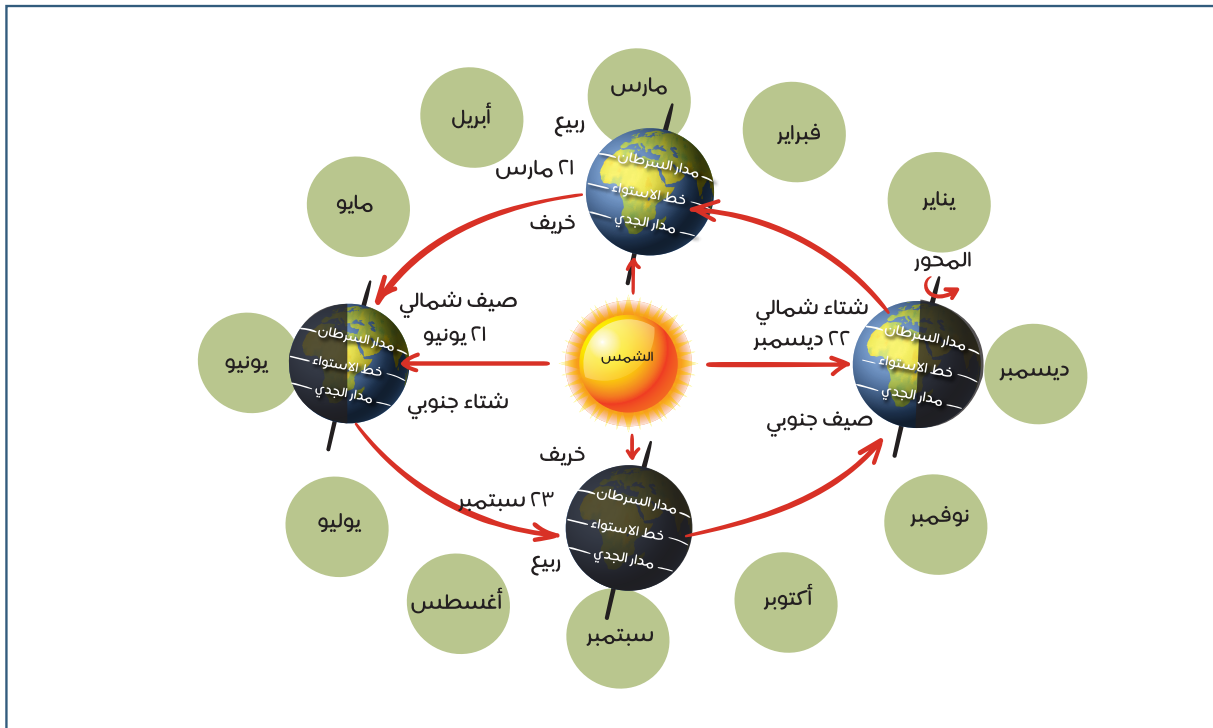 مارس
فبراير
أبريل
ربيع
٢١ مارس
خريف
مدار السرطان
خط الاستواء
مدار الجدي
يناير
المحور
مايو
شتاء شمالي
٢٢ ديسمبر
صيف جنوبي
مدار السرطان
خط الاستواء
مدار الجدي
ديسمبر
الشمس
صيف شمالي
٢١ يونيو
شتاء جنوبي
مدار السرطان
خط الاستواء
مدار الجدي
يونيو
خريف
٢٣ سبتمبر
ربيع
مدار السرطان
خط الاستواء
مدار الجدي
نوفمبر
يوليو
أكتوبر
أغسطس
سبتمبر